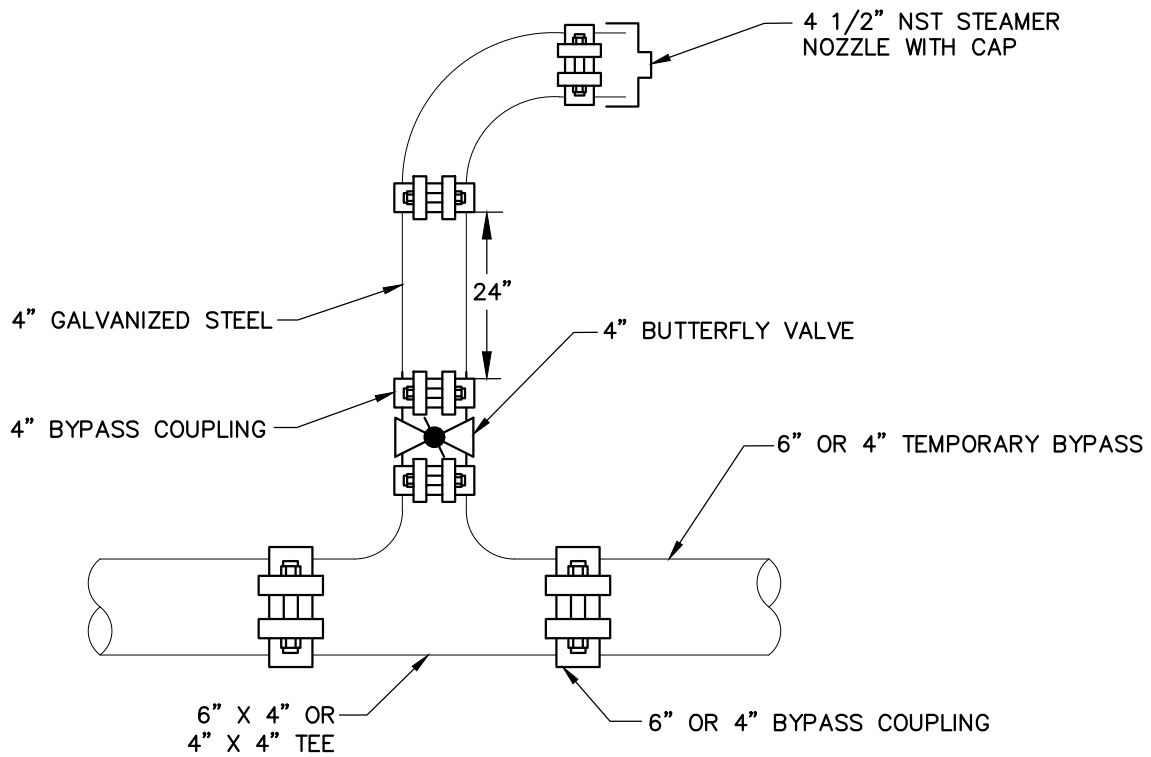 4 1/2” NST STEAMER
NOZZLE WITH CAP
24”
4” GALVANIZED STEEL
4” BUTTERFLY VALVE
4” BYPASS COUPLING
6” OR 4” TEMPORARY BYPASS
6” X 4” OR
4” X 4” TEE
6” OR 4” BYPASS COUPLING